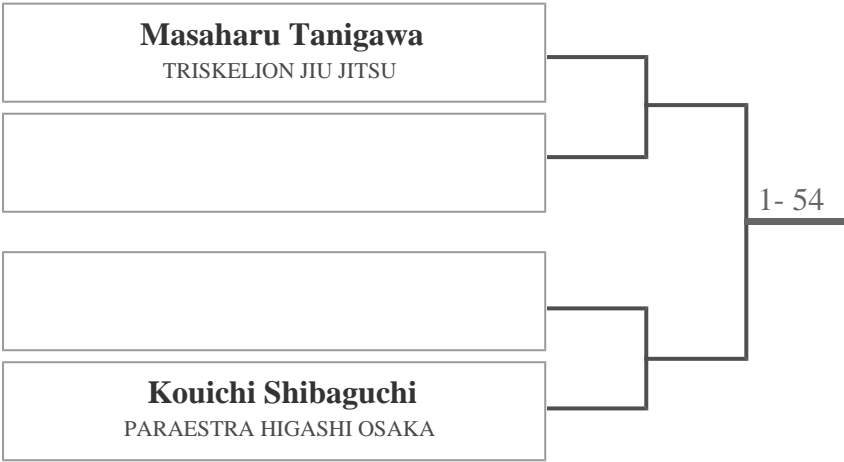 Masaharu Tanigawa
TRISKELION JIU JITSU
1- 54
Kouichi Shibaguchi
PARAESTRA HIGASHI OSAKA